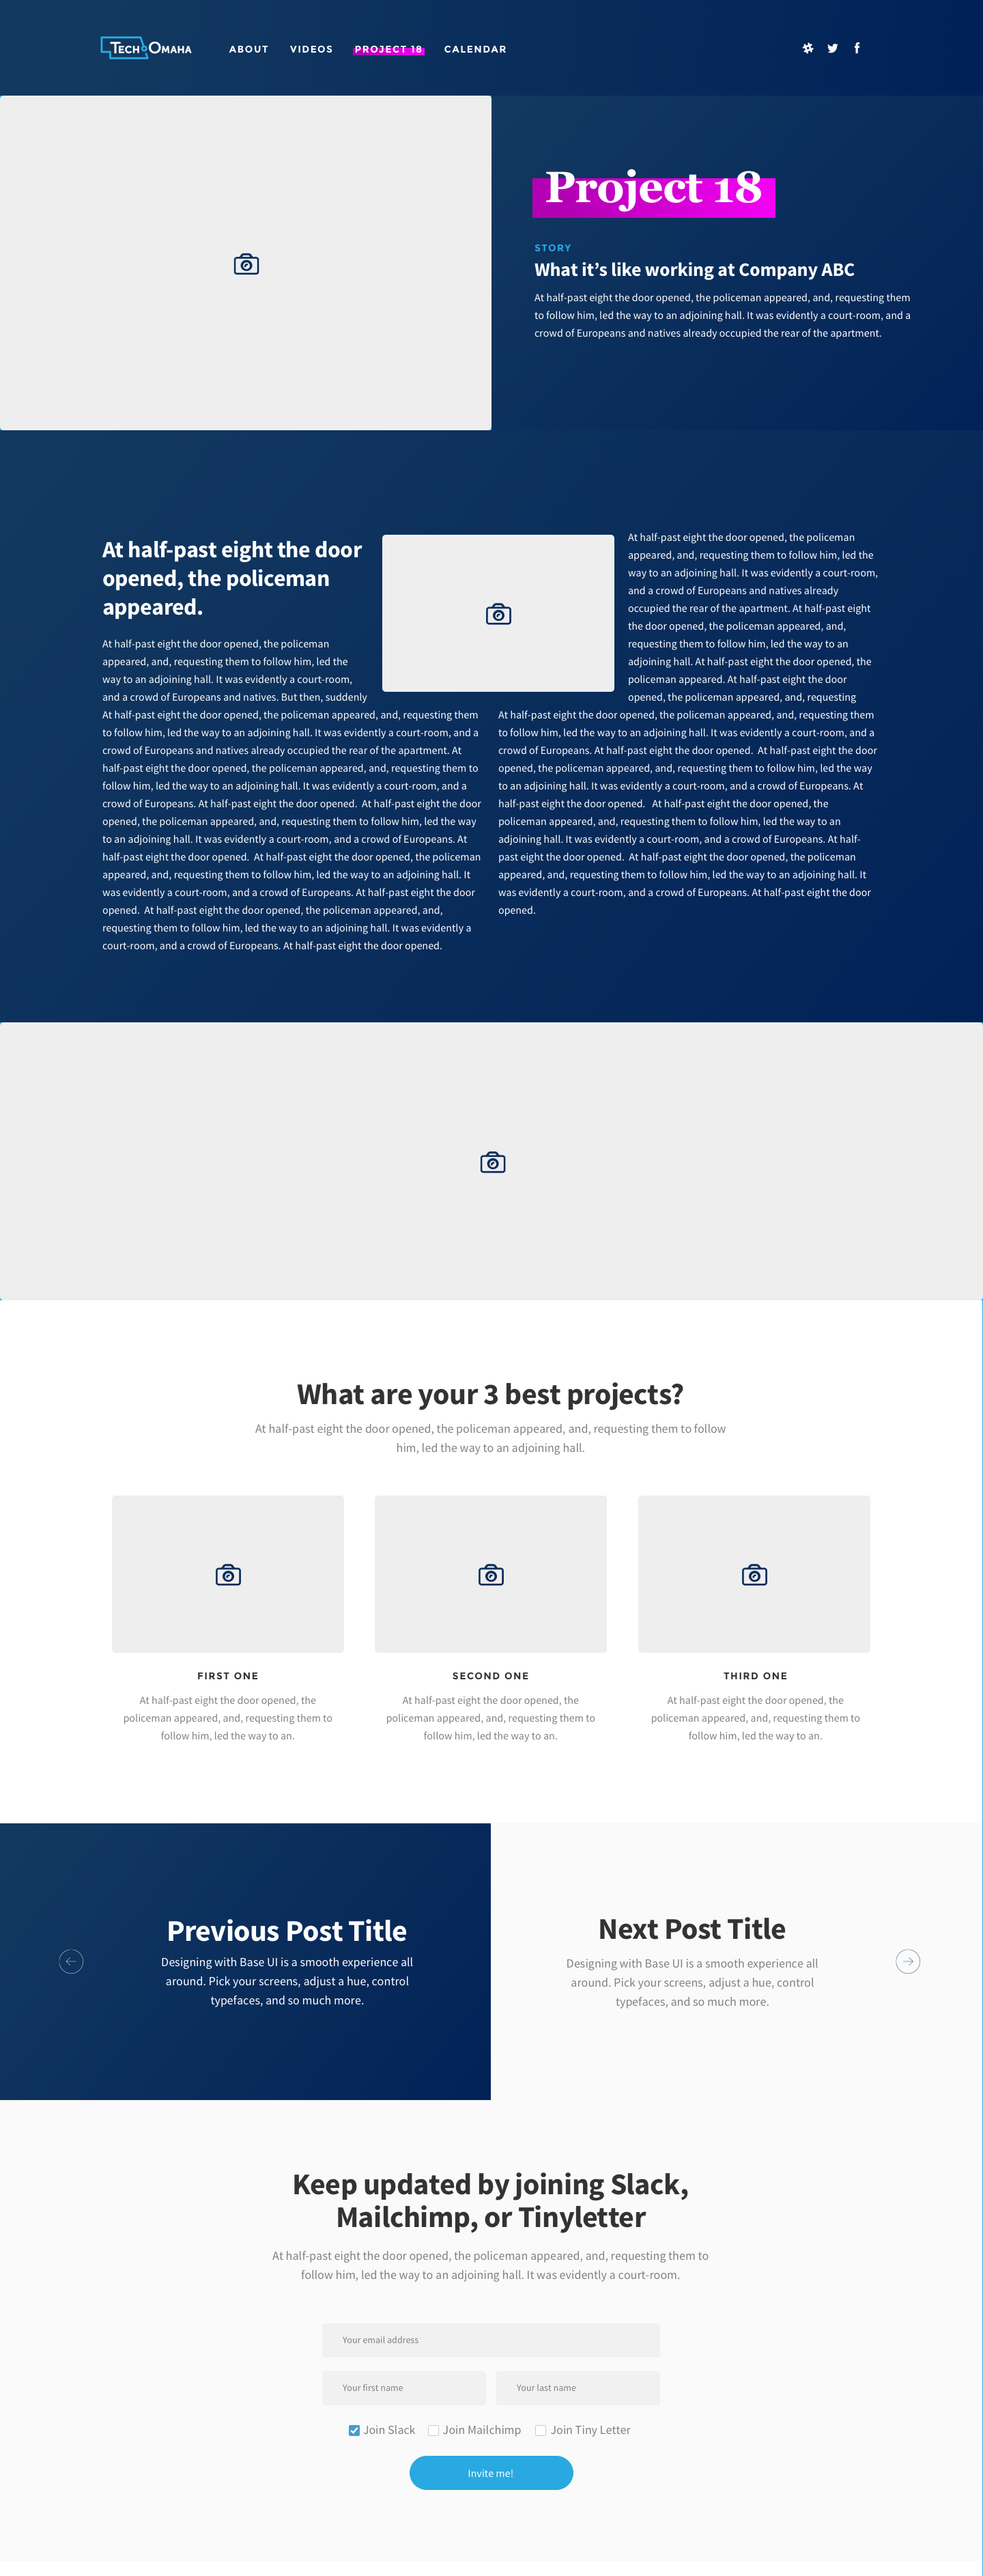 TECH OMAHA
ABOUT
VIDEOS
PROJECT 18
CALENDAR
Project 18
STORY
What it’s like working at Company ABC
At half-past eight the door opened, the policeman appeared, and, requesting them
to follow him, led the way to an adjoining hall. It was evidently a court-room, and a
crowd of Europeans and natives already occupied the rear of the apartment.
At half-past eight the door
opened, the policeman
appeared.
At half-past eight the door opened, the policeman
appeared, and, requesting them to follow him, led the
way to an adjoining hall. It was evidently a court-room,
and a crowd of Europeans and natives. But then, suddenly
At half-past eight the door opened, the policeman appeared, and, requesting them
to follow him, led the way to an adjoining hall. It was evidently a court-room, and a
crowd of Europeans and natives already occupied the rear of the apartment. At
half-past eight the door opened, the policeman appeared, and, requesting them to
follow him, led the way to an adjoining hall. It was evidently a court-room, and a
crowd of Europeans. At half-past eight the door opened.  At half-past eight the door
opened, the policeman appeared, and, requesting them to follow him, led the way
to an adjoining hall. It was evidently a court-room, and a crowd of Europeans. At
half-past eight the door opened.  At half-past eight the door opened, the policeman
appeared, and, requesting them to follow him, led the way to an adjoining hall. It
was evidently a court-room, and a crowd of Europeans. At half-past eight the door
opened.  At half-past eight the door opened, the policeman appeared, and,
requesting them to follow him, led the way to an adjoining hall. It was evidently a
court-room, and a crowd of Europeans. At half-past eight the door opened.
At half-past eight the door opened, the policeman
appeared, and, requesting them to follow him, led the
way to an adjoining hall. It was evidently a court-room,
and a crowd of Europeans and natives already
occupied the rear of the apartment. At half-past eight
the door opened, the policeman appeared, and,
requesting them to follow him, led the way to an
adjoining hall. At half-past eight the door opened, the
policeman appeared. At half-past eight the door
opened, the policeman appeared, and, requesting
At half-past eight the door opened, the policeman appeared, and, requesting them
to follow him, led the way to an adjoining hall. It was evidently a court-room, and a
crowd of Europeans. At half-past eight the door opened.  At half-past eight the door
opened, the policeman appeared, and, requesting them to follow him, led the way
to an adjoining hall. It was evidently a court-room, and a crowd of Europeans. At
half-past eight the door opened.  At half-past eight the door opened, the
policeman appeared, and, requesting them to follow him, led the way to an
adjoining hall. It was evidently a court-room, and a crowd of Europeans. At half-
past eight the door opened.  At half-past eight the door opened, the policeman
appeared, and, requesting them to follow him, led the way to an adjoining hall. It
was evidently a court-room, and a crowd of Europeans. At half-past eight the door
opened.
What are your 3 best projects?
At half-past eight the door opened, the policeman appeared, and, requesting them to follow
him, led the way to an adjoining hall.
FIRST ONE
At half-past eight the door opened, the
policeman appeared, and, requesting them to
follow him, led the way to an.
SECOND ONE
At half-past eight the door opened, the
policeman appeared, and, requesting them to
follow him, led the way to an.
THIRD ONE
At half-past eight the door opened, the
policeman appeared, and, requesting them to
follow him, led the way to an.
Previous Post Title
Designing with Base UI is a smooth experience all
around. Pick your screens, adjust a hue, control
typefaces, and so much more.
Next Post Title
Designing with Base UI is a smooth experience all
around. Pick your screens, adjust a hue, control
typefaces, and so much more.
Keep updated by joining Slack,
Mailchimp, or Tinyletter
At half-past eight the door opened, the policeman appeared, and, requesting them to
follow him, led the way to an adjoining hall. It was evidently a court-room.
Your email address
Your first name
Your last name
Join Slack
Join Mailchimp
Join Tiny Letter
Invite me!